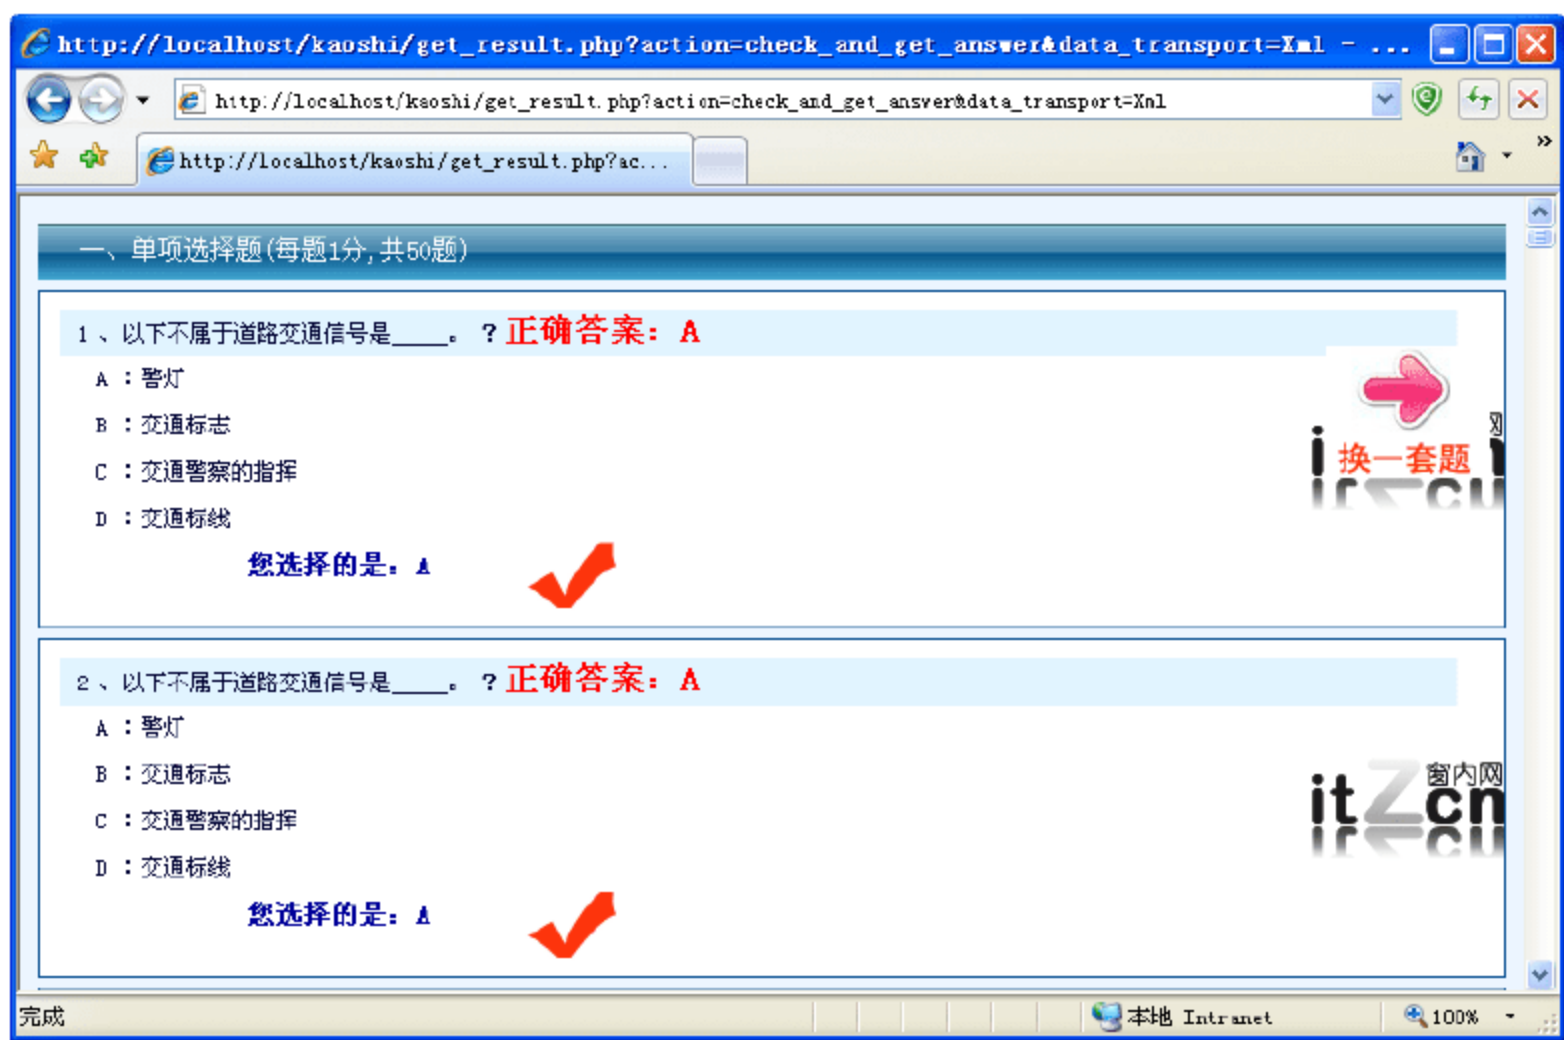 http://localhost/kaoshi/get_result.php?action=check_and_get_answer&data_transport=Xml - ...
http://localhost/kaoshi/get_result.php?action=check_and_get_answer&data_transport=Xml
http://localhost/kaoshi/get_result.php?ac...
一、单项选择题(每题1分,共50题)
1 、以下不属于道路交通信号是_____。 ?正确答案: A
A :警灯
B :交通标志
C :交通警察的指挥
D :交通标线
您选择的是: A
换一套题
网
2 、以下不属于道路交通信号是_____。 ?正确答案: A
A :警灯
B :交通标志
C :交通警察的指挥
D :交通标线
您选择的是: A
窗内网
itZcn
完成
本地 Intranet
100%